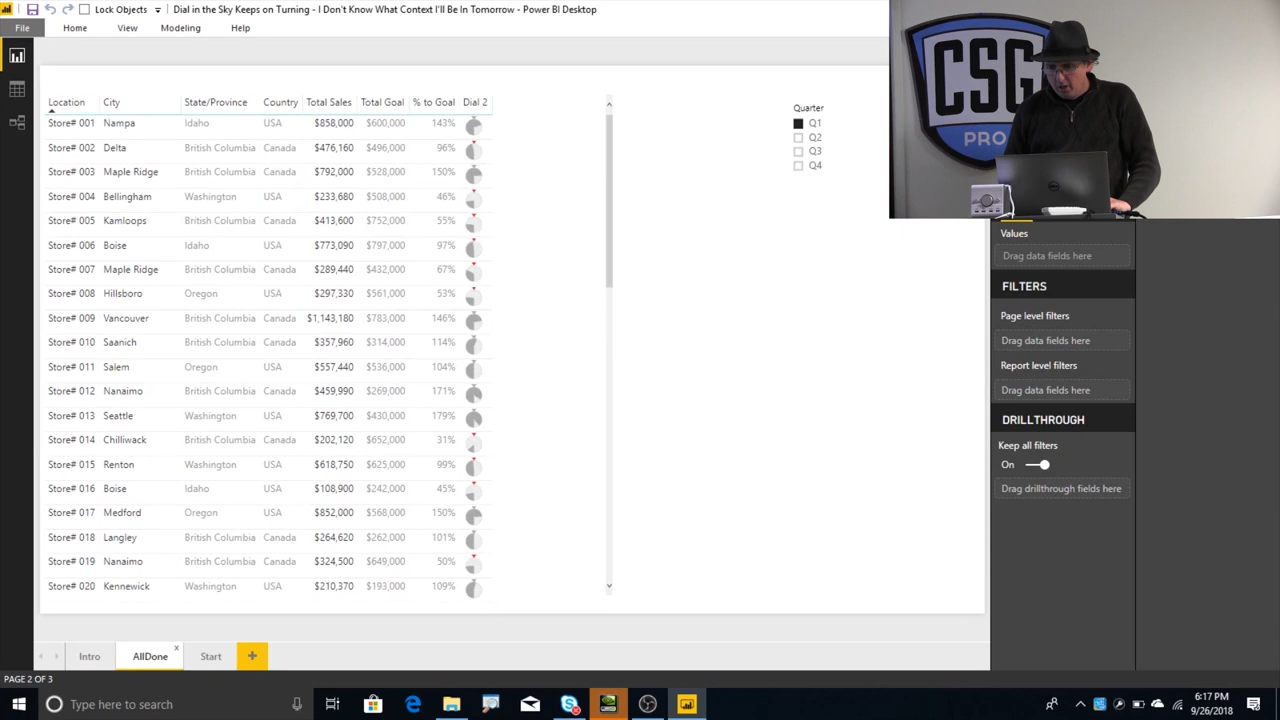 Lock Objects
Dial in the Sky Keeps on Turning - I Don't Know What Context I'll Be In Tomorrow - Power BI Desktop
File Home View Modeling Help
CSG
PRO
Location City State/Province Country Total Sales Total Goal % to Goal Dial 2
Store# 001 Nampa Idaho USA $858,000 $600,000 143%
Store# 002 Delta British Columbia Canada $476,160 $496,000 96%
Store# 003 Maple Ridge British Columbia Canada $792,000 $528,000 150%
Store# 004 Bellingham Washington USA $233,680 $508,000 46%
Store# 005 Kamloops British Columbia Canada $413,600 $752,000 55%
Store# 006 Boise Idaho USA $773,090 $797,000 97%
Store# 007 Maple Ridge British Columbia Canada $289,440 $432,000 67%
Store# 008 Hillsboro Oregon USA $297,330 $561,000 53%
Store# 009 Vancouver British Columbia Canada $1,143,180 $783,000 146%
Store# 010 Saanich British Columbia Canada $357,960 $314,000 114%
Store# 011 Salem Oregon USA $557,440 $536,000 104%
Store# 012 Nanaimo British Columbia Canada $459,990 $269,000 171%
Store# 013 Seattle Washington USA $769,700 $430,000 179%
Store# 014 Chilliwack British Columbia Canada $202,120 $652,000 31%
Store# 015 Renton Washington USA $618,750 $625,000 99%
Store# 016 Boise Idaho USA $108,900 $242,000 45%
Store# 017 Medford Oregon USA $852,000 $568,000 150%
Store# 018 Langley British Columbia Canada $264,620 $262,000 101%
Store# 019 Nanaimo British Columbia Canada $324,500 $649,000 50%
Store# 020 Kennewick Washington USA $210,370 $193,000 109%
Quarter
Q1
Q2
Q3
Q4
Values
Drag data fields here
FILTERS
Page level filters
Drag data fields here
Report level filters
Drag data fields here
DRILLTHROUGH
Keep all filters
On
Drag drillthrough fields here
Intro AllDone Start
PAGE 2 OF 3
Type here to search
6:17 PM
9/26/2018